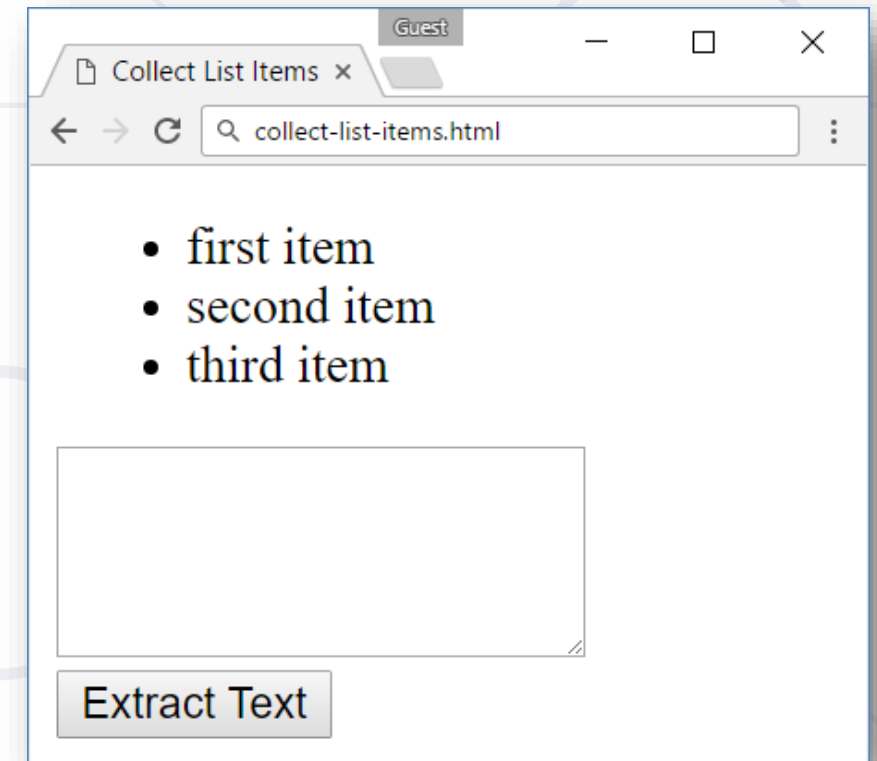 Guest
Collect List Items
collect-list-items.html
• first item
• second item
• third item
Extract Text